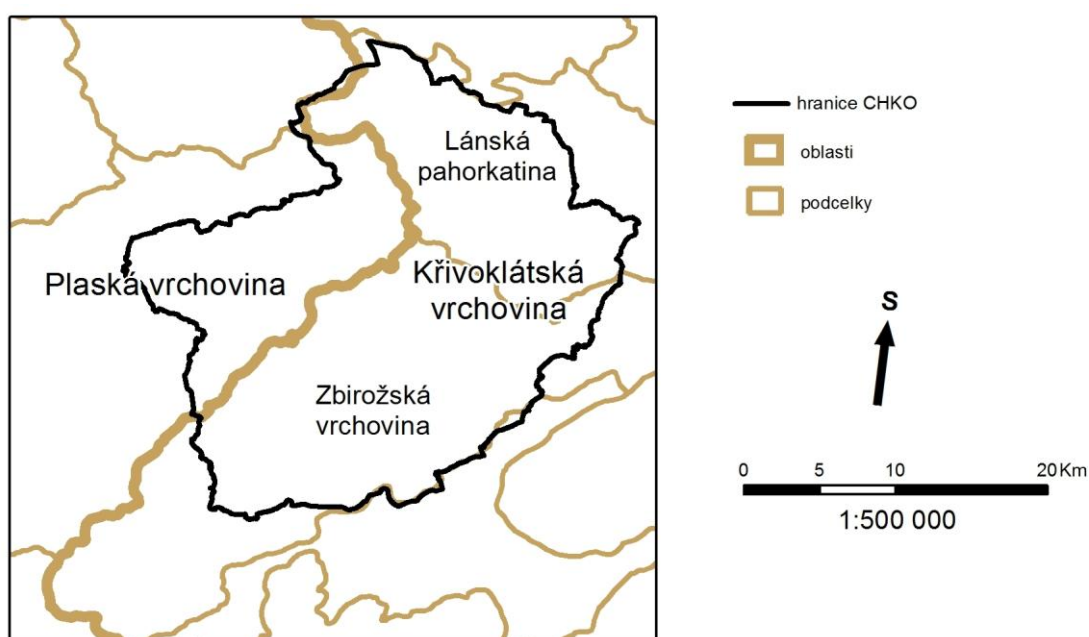 Lánská
pahorkatina
Plaská vrchovina
Křivoklátská
vrchovina
Zbirožská
vrchovina
hranice CHKO
oblasti
podcelky
S
0 5 10 20 Km
1:500 000